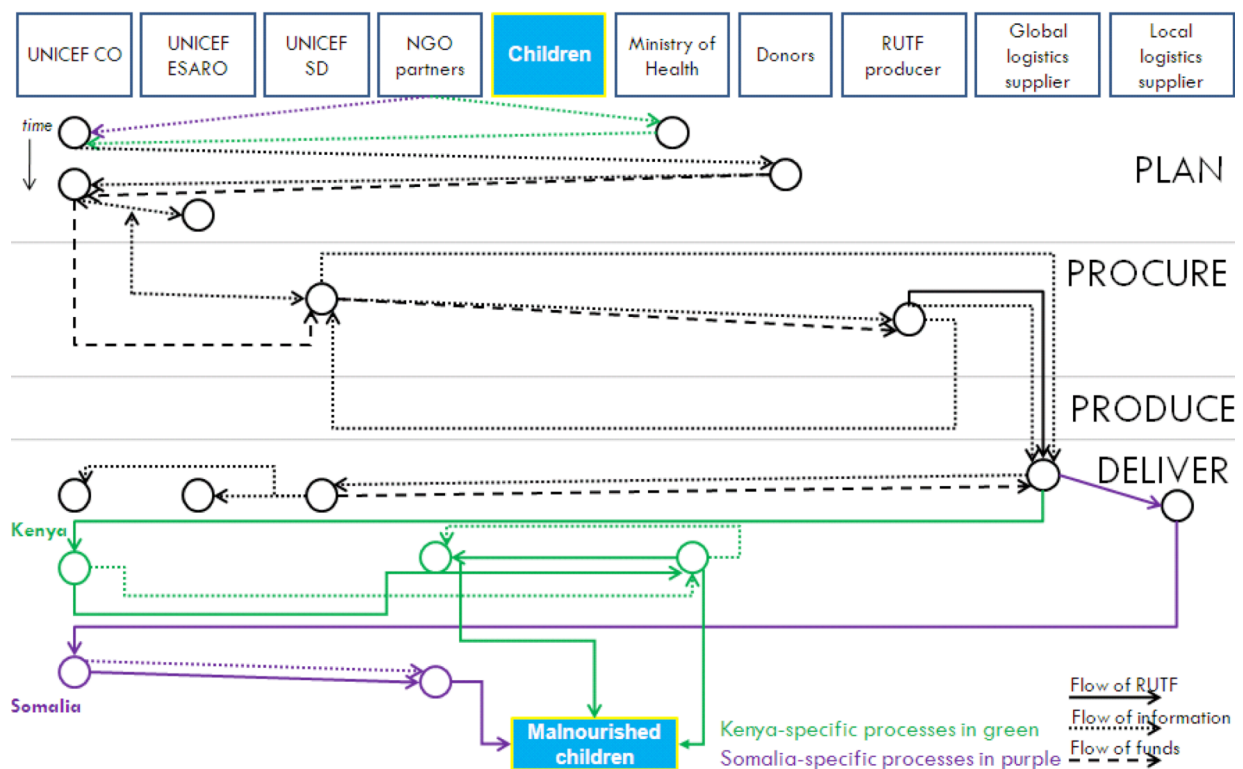 UNICEF CO
UNICEF
ESARO
UNICEF
SD
NGO
partners
Children
Ministry of
Health
Donors
RUTF
producer
Global
logistics
supplier
Local
logistics
supplier
time
PLAN
PROCURE
PRODUCE
DELIVER
Kenya
Somalia
Malnourished
children
Kenya-specific processes in green
Somalia-specific processes in purple
Flow of RUTF
Flow of information
Flow of funds